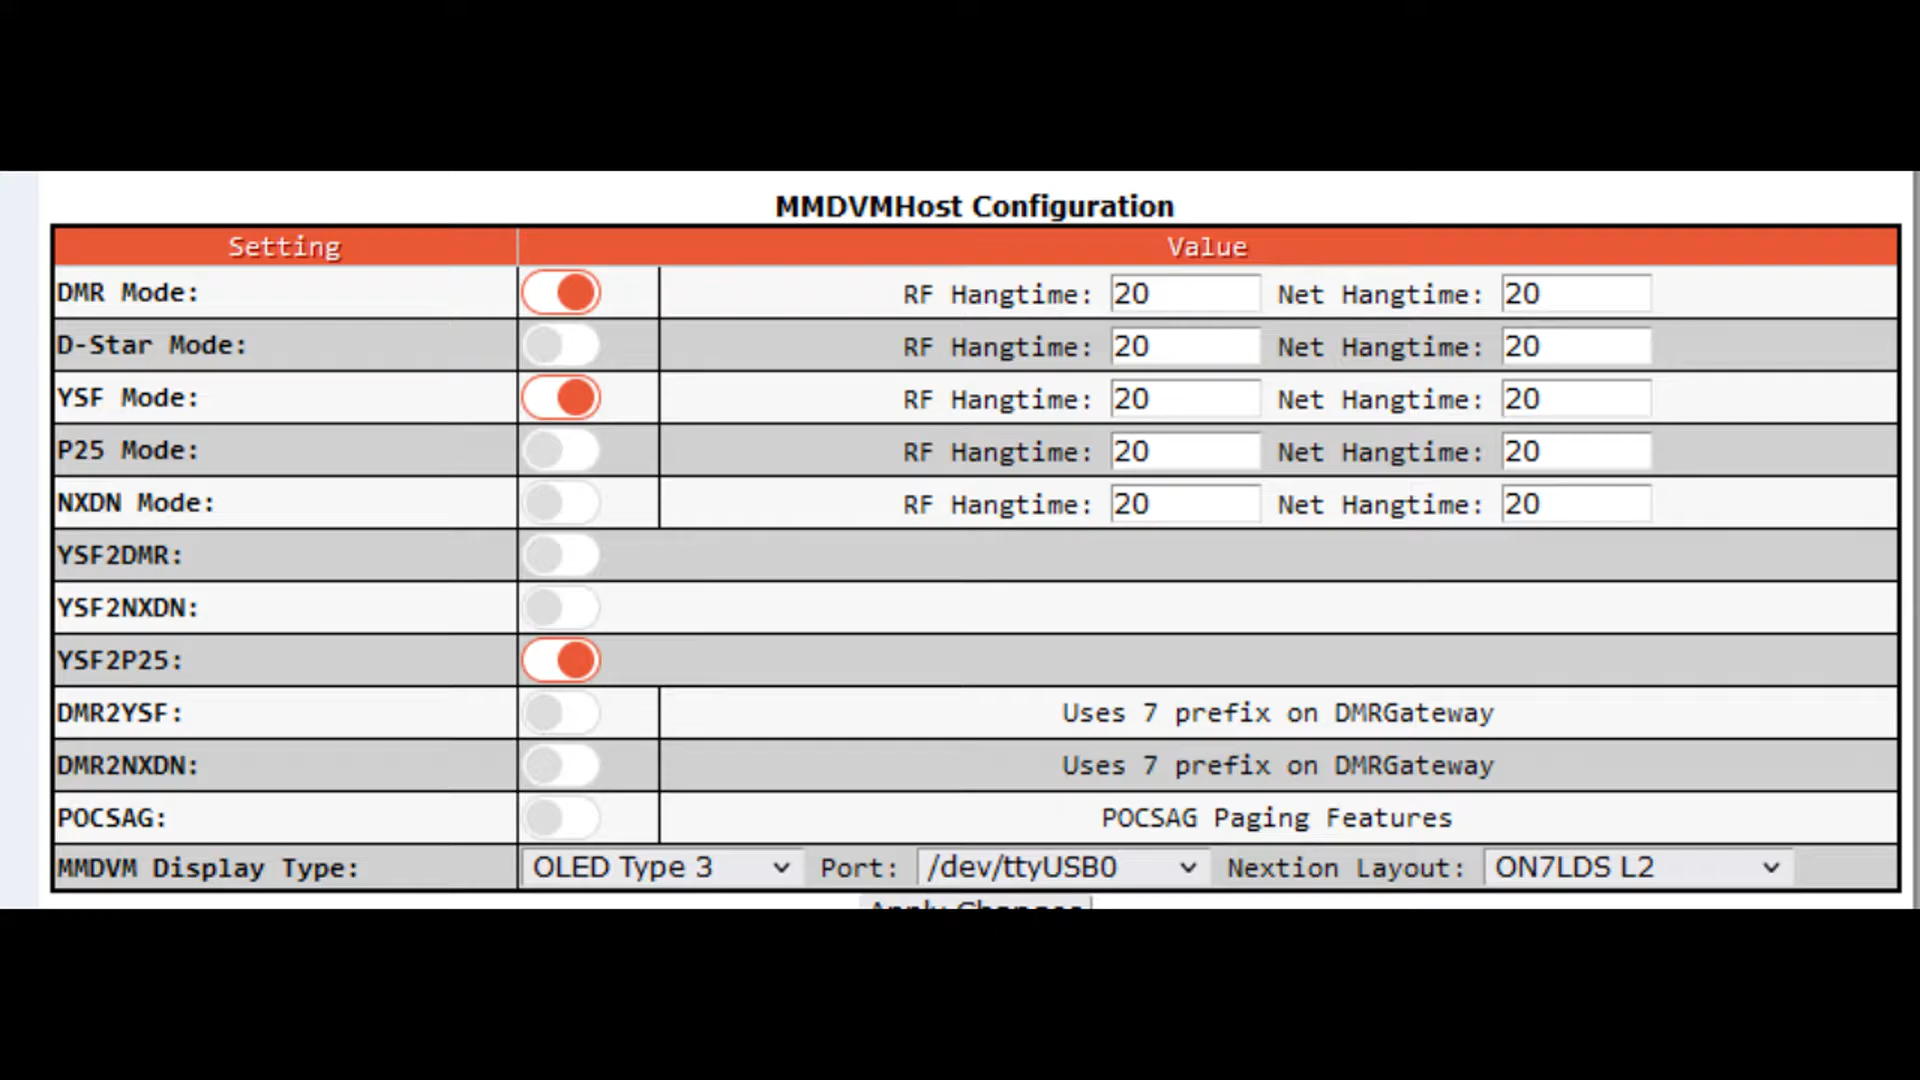 MMDVMHost Configuration
Setting Value
DMR Mode: RF Hangtime: 20 Net Hangtime: 20
D-Star Mode: RF Hangtime: 20 Net Hangtime: 20
YSF Mode: RF Hangtime: 20 Net Hangtime: 20
P25 Mode: RF Hangtime: 20 Net Hangtime: 20
NXDN Mode: RF Hangtime: 20 Net Hangtime: 20
YSF2DMR:
YSF2NXDN:
YSF2P25:
DMR2YSF: Uses 7 prefix on DMRGateway
DMR2NXDN: Uses 7 prefix on DMRGateway
POCSAG: POCSAG Paging Features
MMDVM Display Type: OLED Type 3 Port: /dev/ttyUSB0 Nextion Layout: ON7LDS L2
Apply Changes